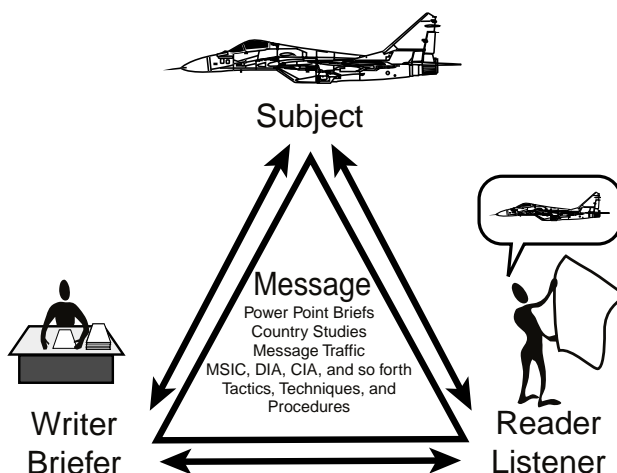 Subject
Message
Power Point Briefs
Country Studies
Message Traffic
MSIC, DIA, CIA, and so forth
Tactics, Techniques, and
Procedures
Writer
Briefer
Reader
Listener